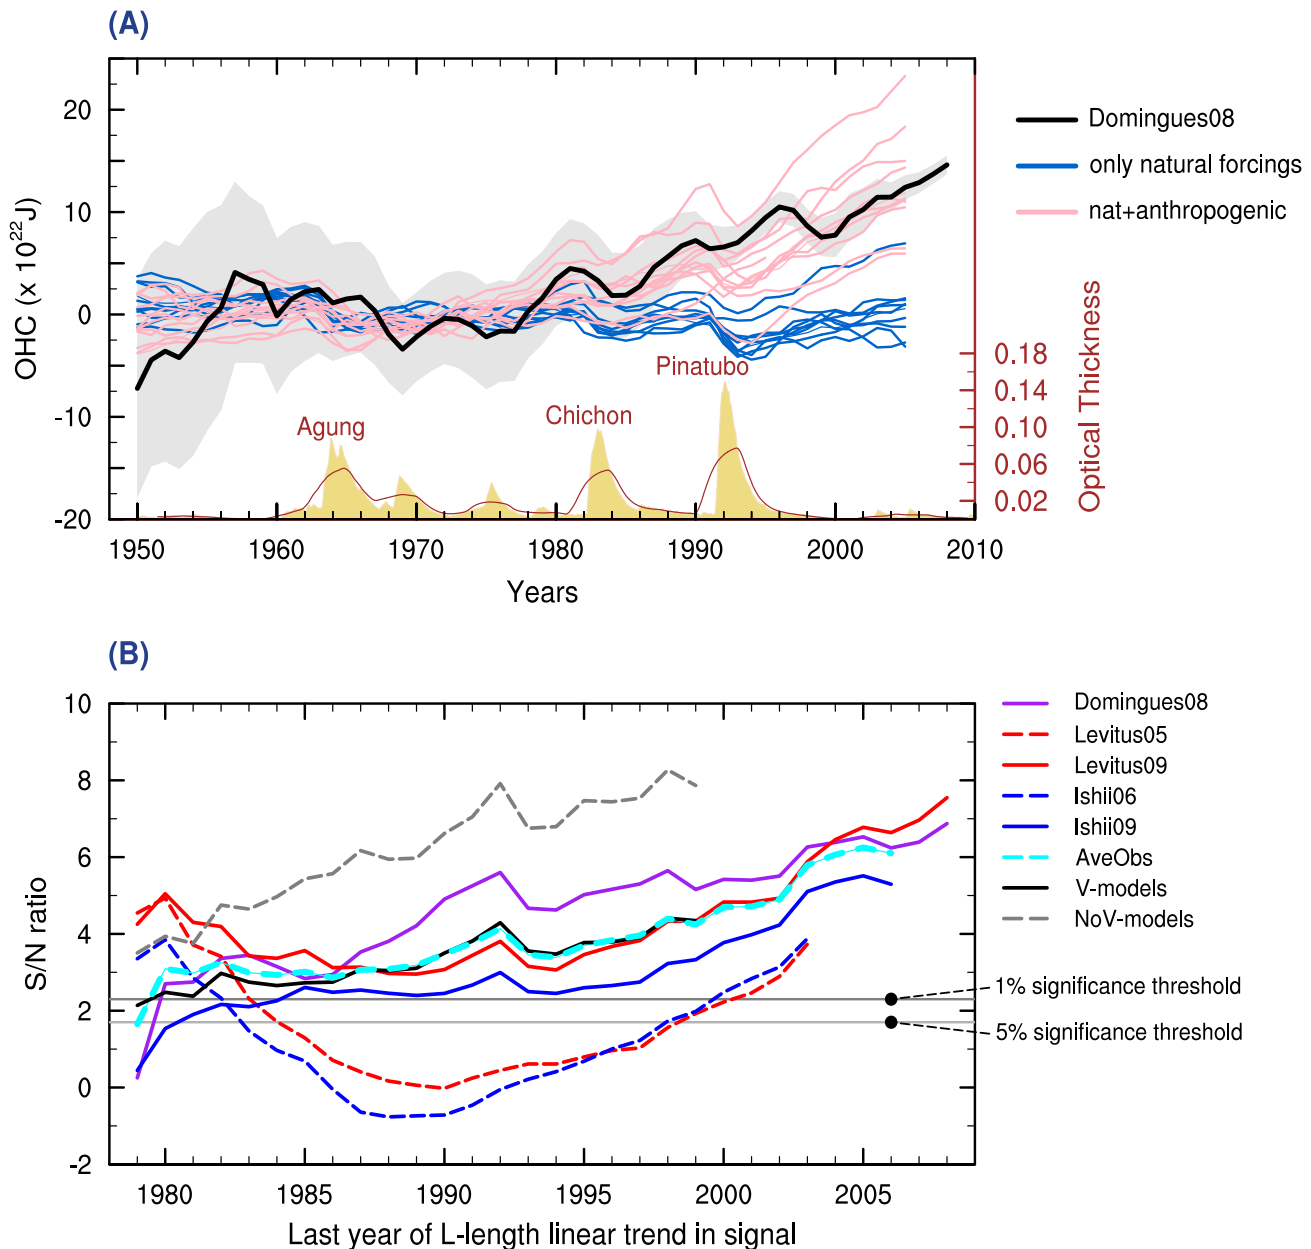 (A)
20
10
0
-10
-20
OHC (x 10²²J)
Domingues08
only natural forcings
nat+anthropogenic
Pinatubo
Agung
Chichon
0.18
0.14
0.10
0.06
0.02
Optical Thickness
1950
1960
1970
1980
1990
2000
2010
Years
(B)
10
8
6
4
2
0
-2
S/N ratio
Domingues08
Levitus05
Levitus09
Ishii06
Ishii09
AveObs
V-models
NoV-models
1% significance threshold
5% significance threshold
1980
1985
1990
1995
2000
2005
Last year of L-length linear trend in signal